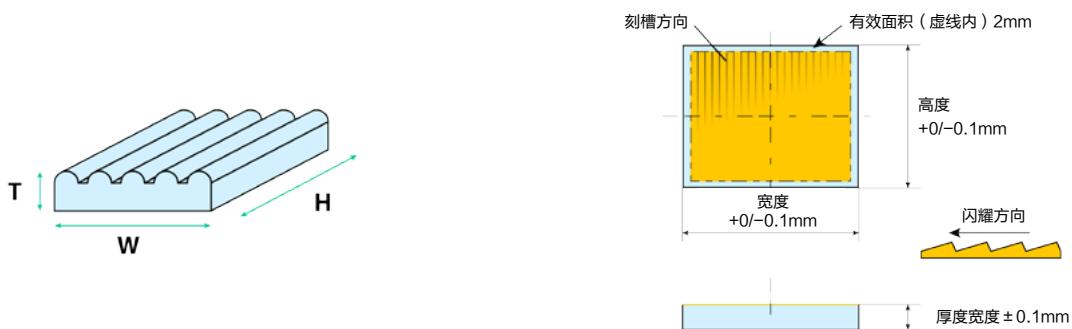 刻槽方向
有效面积（虚线内）2mm
高度
+0/−0.1mm
T
H
W
宽度
+0/−0.1mm
闪耀方向
厚度宽度±0.1mm